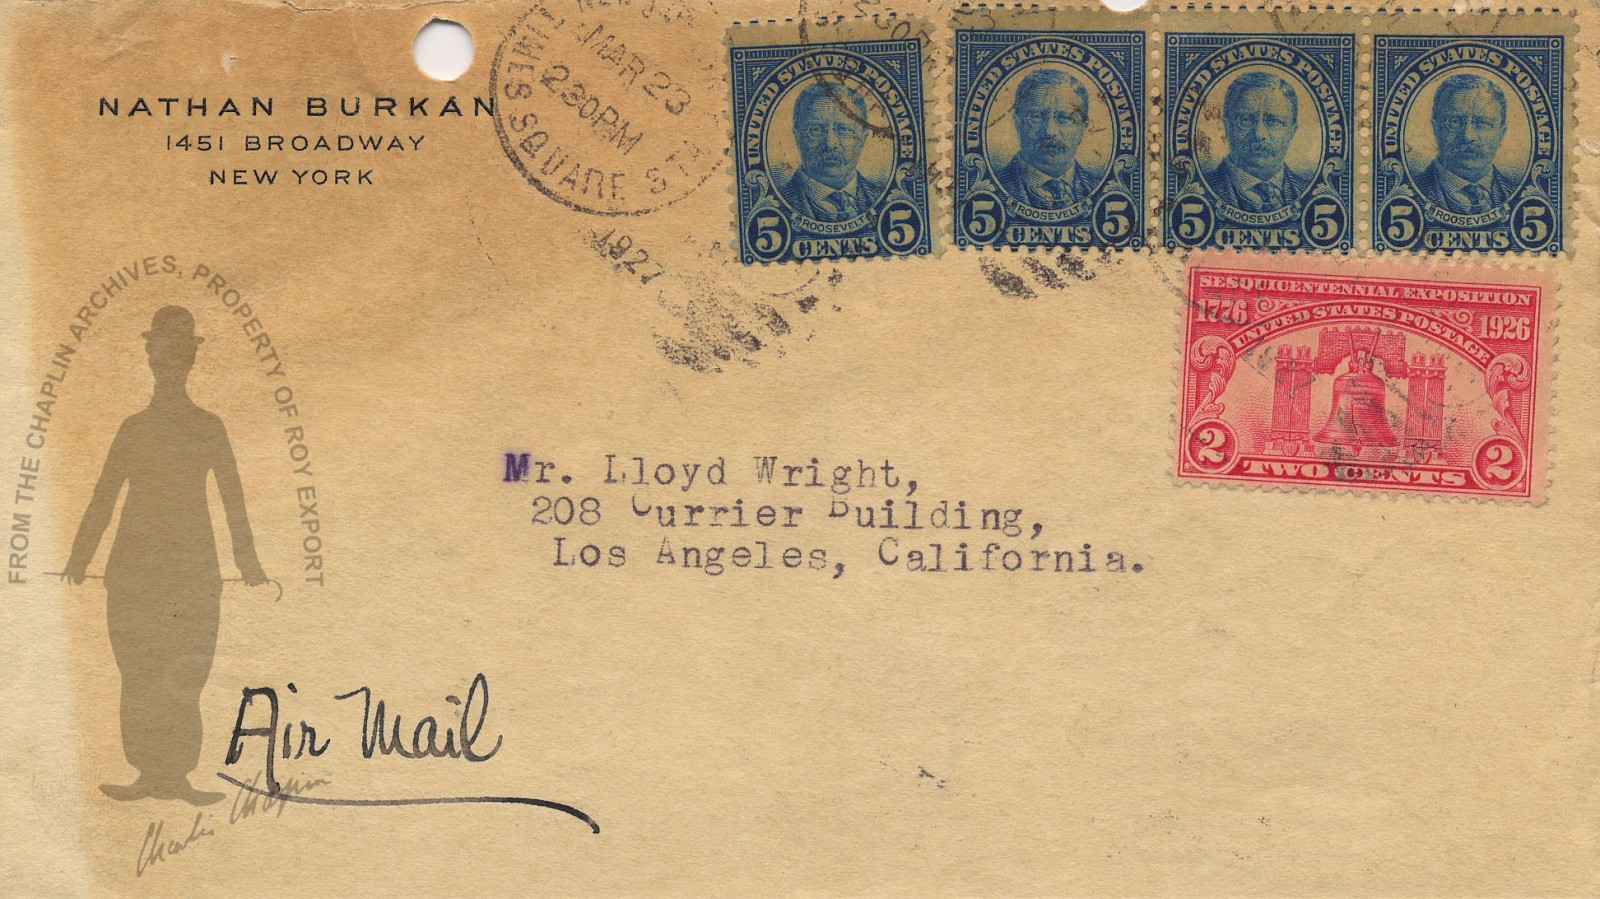 NATHAN BURKAN
1451 BROADWAY
NEW YORK
MAR 23
2 30 PM
TIMES SQUARE STA
1927
UNITED STATES POSTAGE
ROOSEVELT
5 CENTS 5
UNITED STATES POSTAGE
ROOSEVELT
5 CENTS 5
UNITED STATES POSTAGE
ROOSEVELT
5 CENTS 5
UNITED STATES POSTAGE
ROOSEVELT
5 CENTS 5
SESQUICENTENNIAL EXPOSITION
1776 1926
UNITED STATES POSTAGE
2 TWO CENTS 2
Mr. Lloyd Wright,
208 Currier Building,
Los Angeles, California.
Air Mail
FROM THE CHAPLIN ARCHIVES, PROPERTY OF ROY EXPORT
Charlie Chaplin